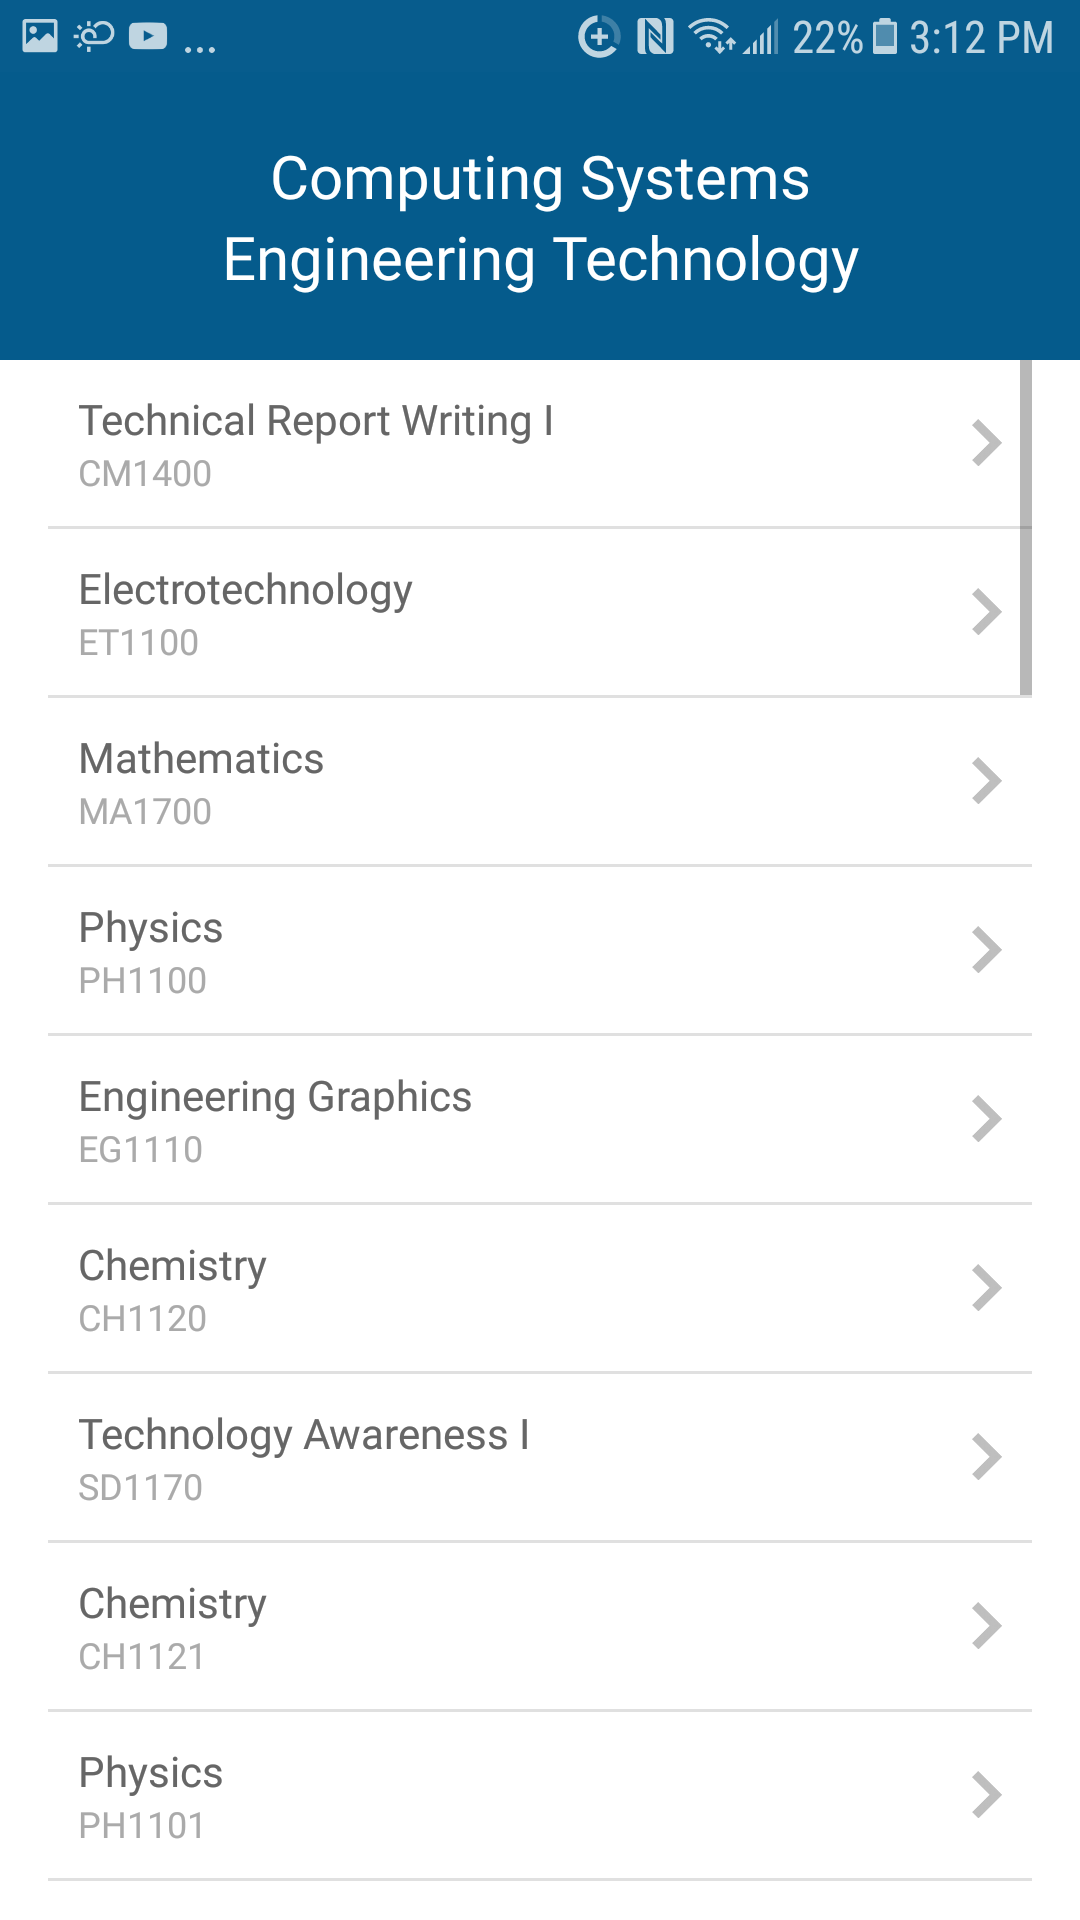 ... 22% 3:12 PM
Computing Systems
Engineering Technology
Technical Report Writing I
CM1400
Electrotechnology
ET1100
Mathematics
MA1700
Physics
PH1100
Engineering Graphics
EG1110
Chemistry
CH1120
Technology Awareness I
SD1170
Chemistry
CH1121
Physics
PH1101